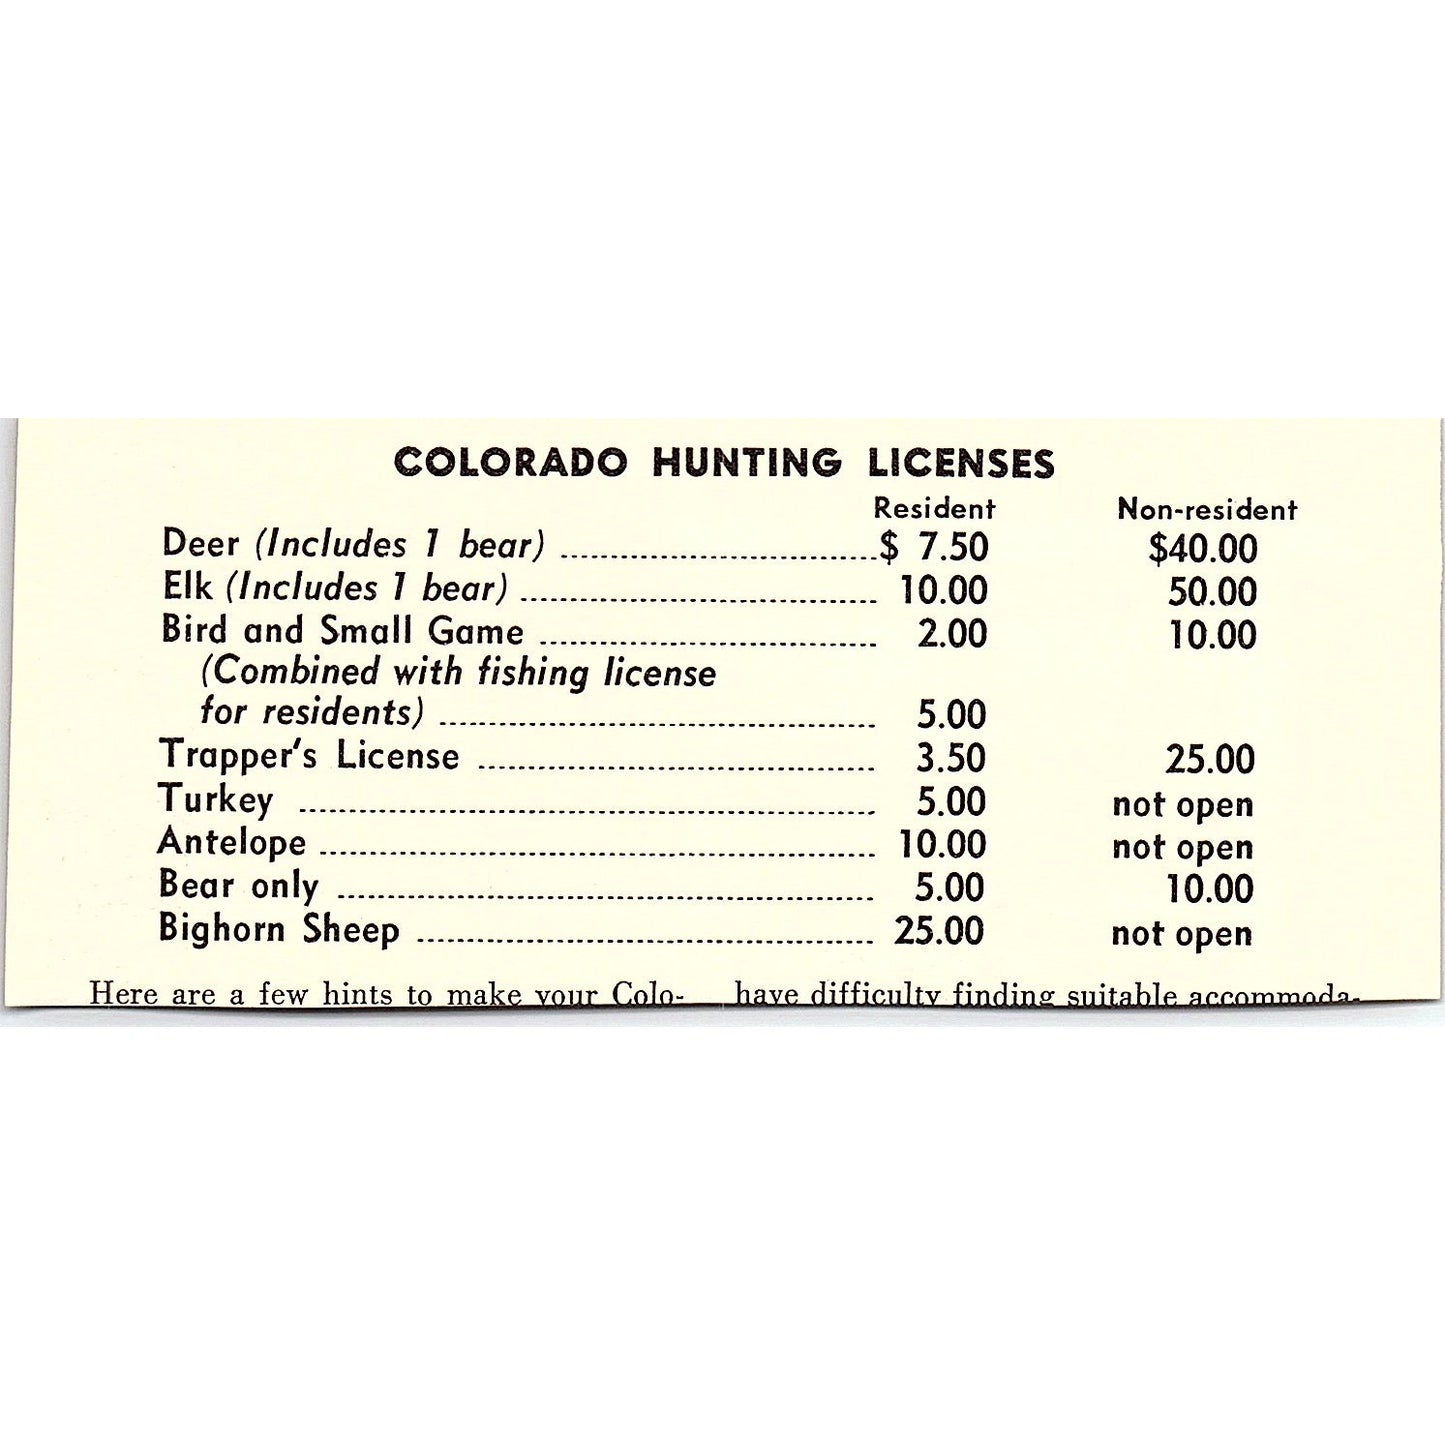 COLORADO HUNTING LICENSES
Resident Non-resident
Deer (Includes 1 bear) ........................................ $ 7.50 $40.00
Elk (Includes 1 bear) ............................................ 10.00 50.00
Bird and Small Game .......................................... 2.00 10.00
(Combined with fishing license
for residents) ...................................................... 5.00
Trapper's License .................................................. 3.50 25.00
Turkey ........................................................................ 5.00 not open
Antelope ..................................................................... 10.00 not open
Bear only ................................................................... 5.00 10.00
Bighorn Sheep ......................................................... 25.00 not open
Here are a few hints to make your Colo-
have difficulty finding suitable accommoda-